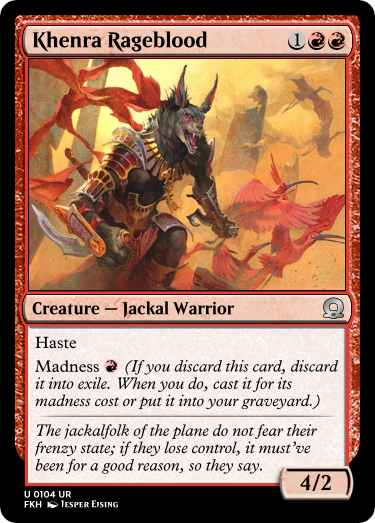 Khenra Rageblood 1
Creature — Jackal Warrior
Haste
Madness (If you discard this card, discard
it into exile. When you do, cast it for its
madness cost or put it into your graveyard.)
The jackalfolk of the plane do not fear their
frenzy state; if they lose control, it must've
been for a good reason, so they say.
4/2
U 0104 UR
FKH Jesper Eising